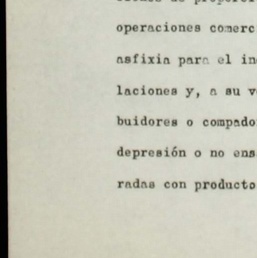 operaciones comerc
asfixia para el in
laciones y, a su v
buidores o compado
depresión o no ens
radas con producto